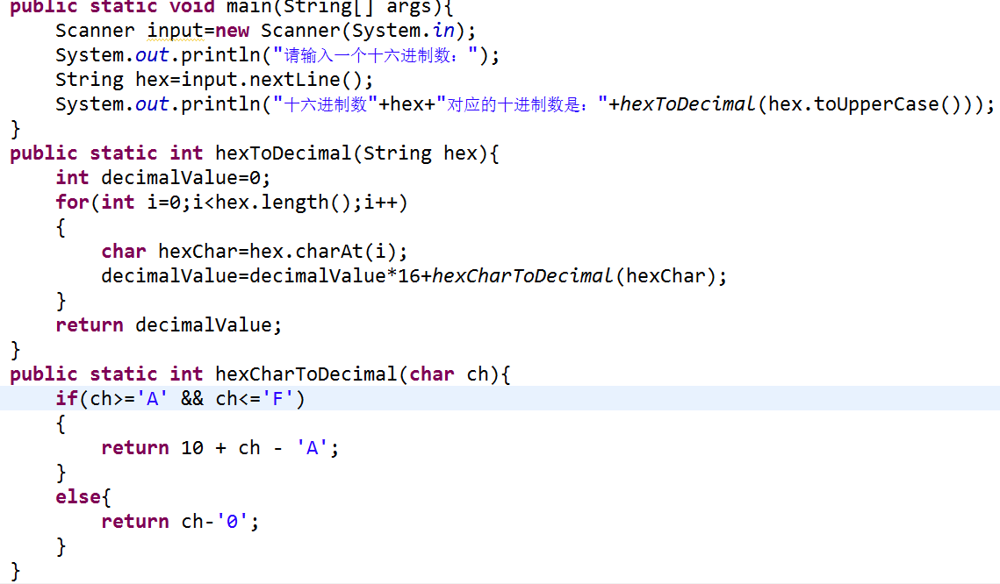 public static void main(String[] args){
Scanner input=new Scanner(System.in);
System.out.println("请输入一个十六进制数：");
String hex=input.nextLine();
System.out.println("十六进制数"+hex+"对应的十进制数是："+hexToDecimal(hex.toUpperCase()));
}
public static int hexToDecimal(String hex){
int decimalValue=0;
for(int i=0;i<hex.length();i++)
{
char hexChar=hex.charAt(i);
decimalValue=decimalValue*16+hexCharToDecimal(hexChar);
}
return decimalValue;
}
public static int hexCharToDecimal(char ch){
if(ch>='A' && ch<='F')
{
return 10 + ch - 'A';
}
else{
return ch-'0';
}
}